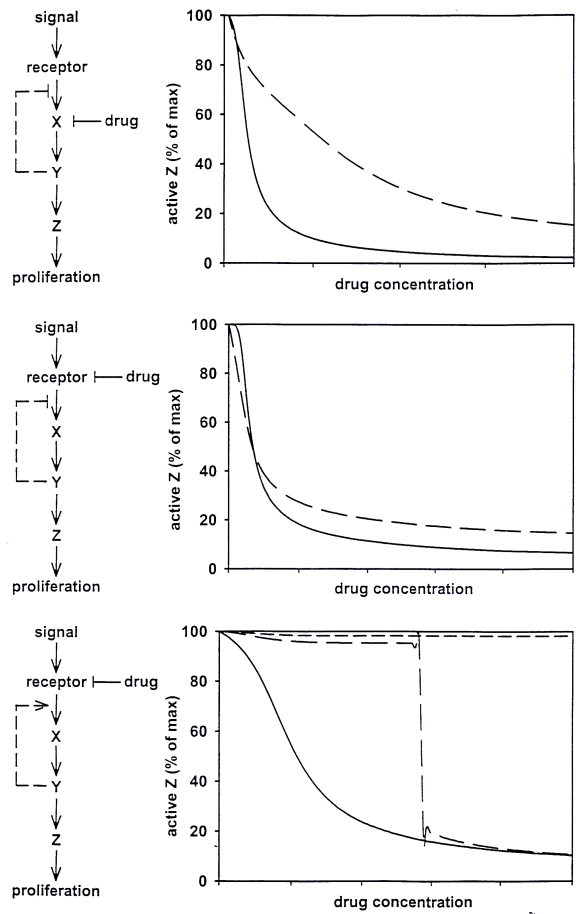 signal
receptor
X
drug
Y
Z
proliferation
100
80
60
40
20
0
active Z (% of max)
drug concentration
signal
receptor
drug
X
Y
Z
proliferation
100
80
60
40
20
0
active Z (% of max)
drug concentration
signal
receptor
drug
X
Y
Z
proliferation
100
80
60
40
20
0
active Z (% of max)
drug concentration